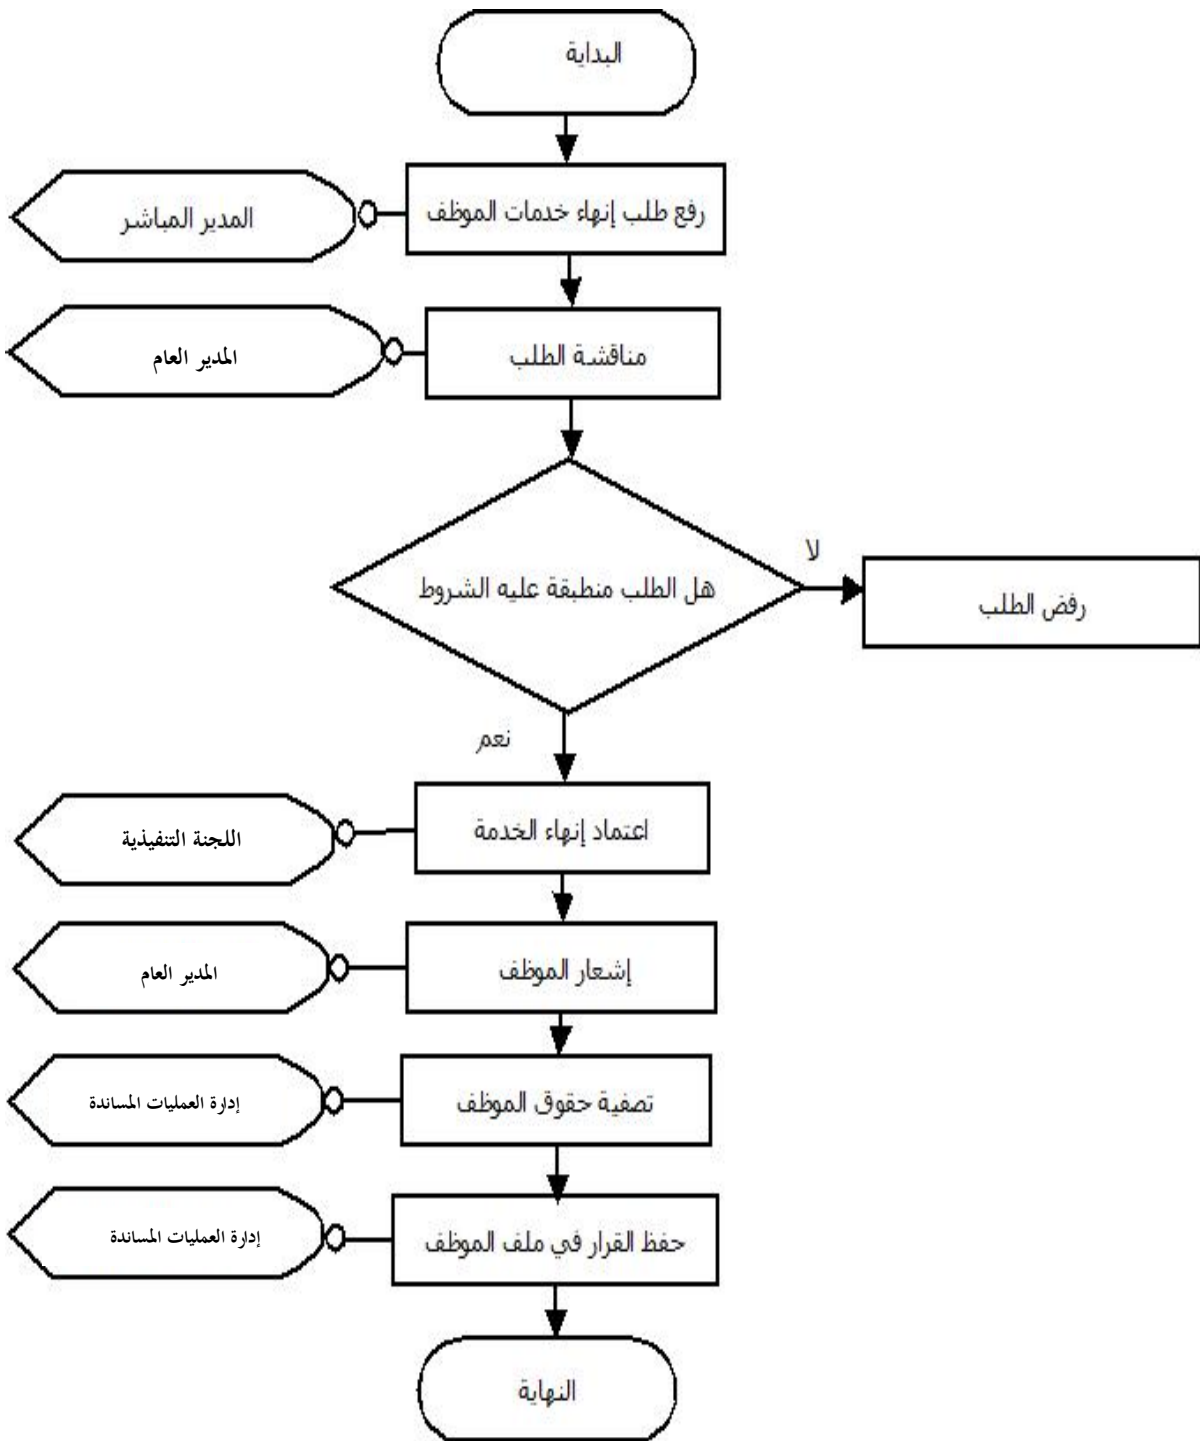 البداية
رفع طلب إنهاء خدمات الموظف
المدير المباشر
مناقشة الطلب
المدير العام
هل الطلب منطبقة عليه الشروط
لا
رفض الطلب
نعم
اعتماد إنهاء الخدمة
اللجنة التنفيذية
إشعار الموظف
المدير العام
تصفية حقوق الموظف
إدارة العمليات المساندة
حفظ القرار في ملف الموظف
إدارة العمليات المساندة
النهاية